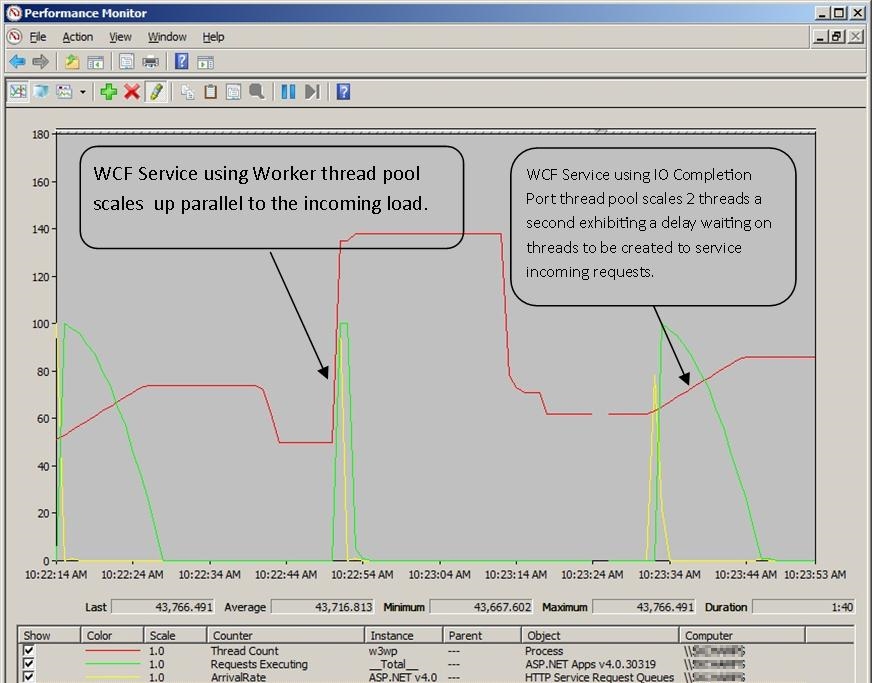 Performance Monitor
File Action View Window Help
180
160
140
120
100
80
60
40
20
0
WCF Service using Worker thread pool
scales up parallel to the incoming load.
WCF Service using IO Completion
Port thread pool scales 2 threads a
second exhibiting a delay waiting on
threads to be created to service
incoming requests.
10:22:14 AM 10:22:24 AM 10:22:34 AM 10:22:44 AM 10:22:54 AM 10:23:04 AM 10:23:14 AM 10:23:24 AM 10:23:34 AM 10:23:44 AM 10:23:53 AM
Last 43,766.491 Average 43,716.813 Minimum 43,667.602 Maximum 43,766.491 Duration 1:40
Show Color Scale Counter Instance Parent Object Computer
1.0 Thread Count w3wp --- Process
1.0 Requests Executing __Total__ --- ASP.NET Apps v4.0.30319
1.0 ArrivalRate ASP.NET v4.0 --- HTTP Service Request Queues